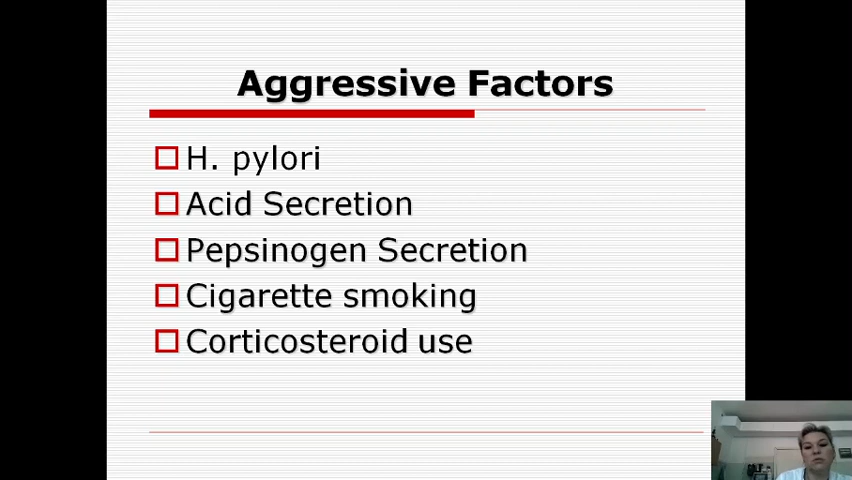 Aggressive Factors
H. pylori
Acid Secretion
Pepsinogen Secretion
Cigarette smoking
Corticosteroid use